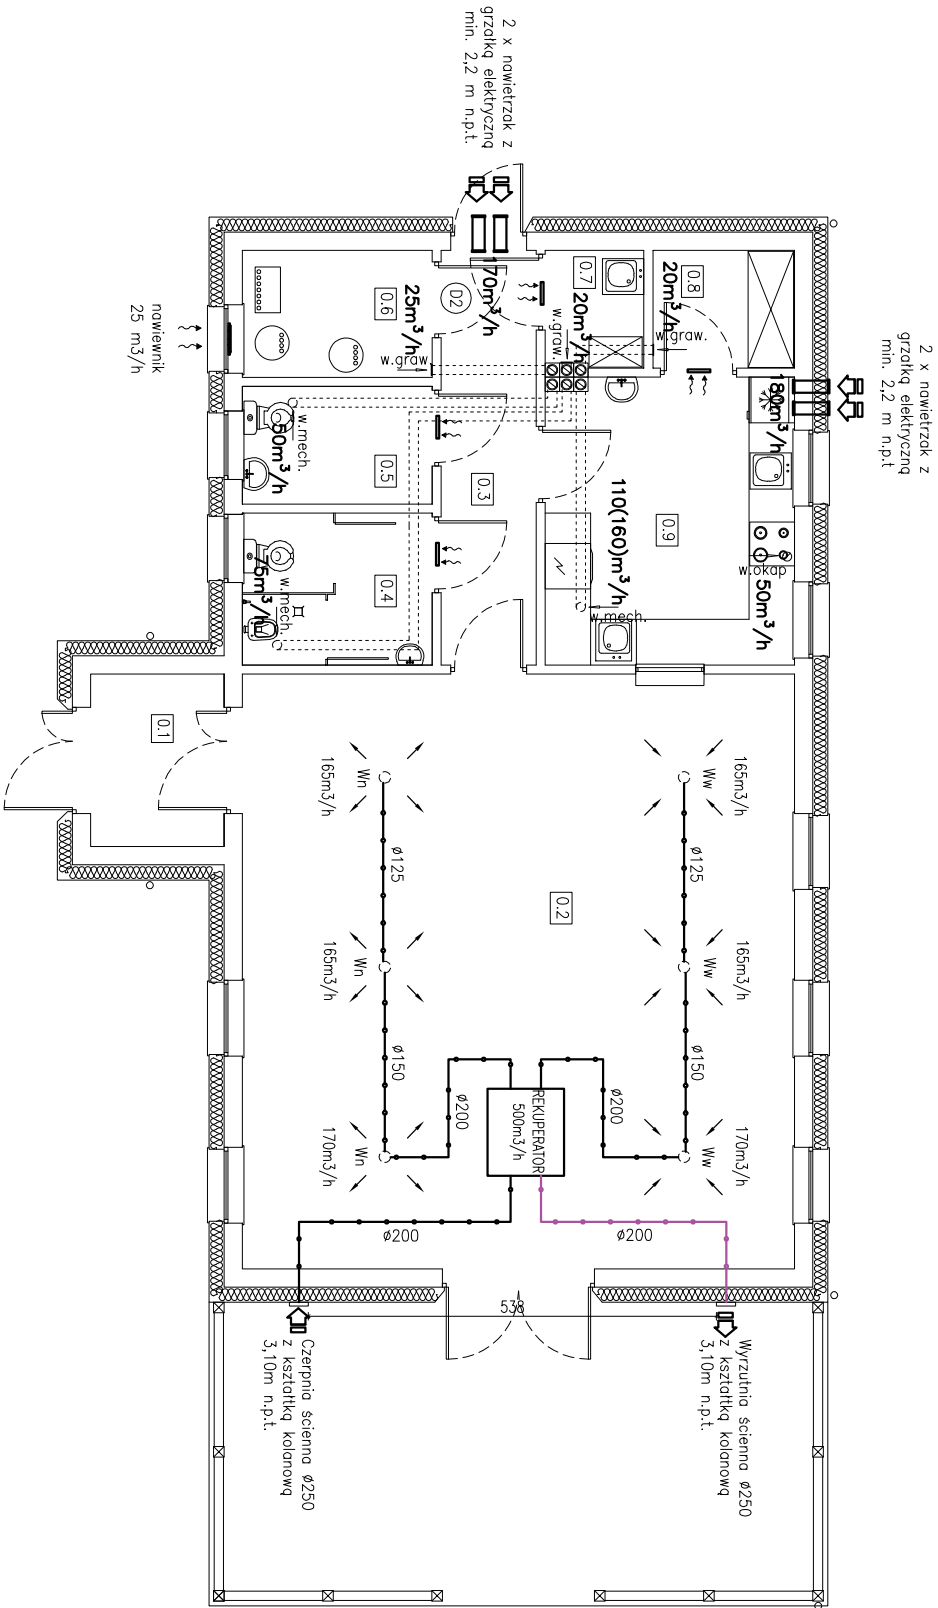 2 x nawietrzak z
grzałką elektryczną
min. 2,2 m n.p.t.
2 x nawietrzak z
grzałką elektryczną
min. 2,2 m n.p.t
170m³/h
D2
0.7
20m³/h
w.graw.
0.8
20m³/h
w.graw.
180m³/h
0.6
25m³/h
w.graw.
nawiewnik
25 m3/h
w.mech.
50m³/h
0.5
0.3
0.9
110(160)m³/h
w.mech.
w.okap
50m³/h
0.4
w.mech.
75m³/h
0.1
0.2
165m3/h
Ww
ø125
165m3/h
Ww
ø150
170m3/h
Ww
165m3/h
Wn
ø125
165m3/h
Wn
ø150
170m3/h
Wn
ø200
ø200
REKUPERATOR
500m3/h
ø200
ø200
538
Wyrzutnia ścienna ø250
z kształtką kolanową
3,10m n.p.t.
Czerpnia ścienna ø250
z kształtką kolanową
3,10m n.p.t.